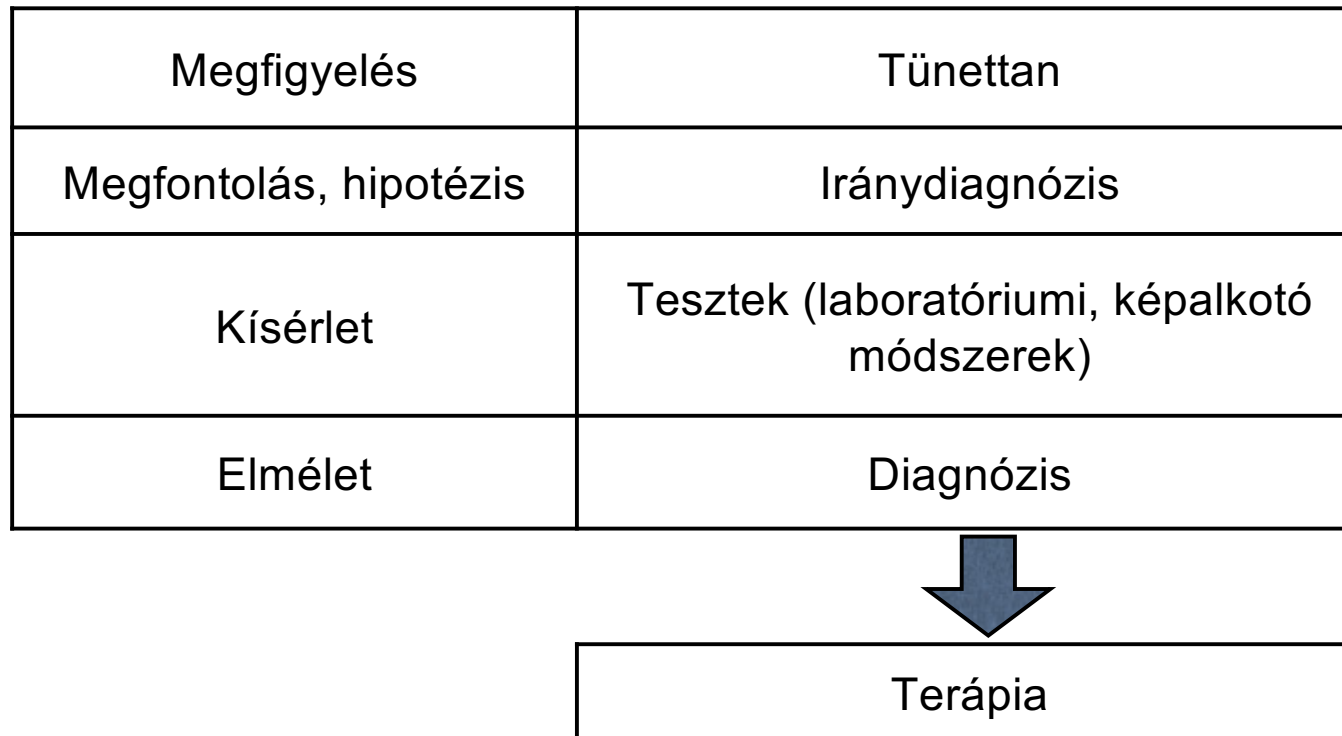 Megfigyelés
Tünettan
Megfontolás, hipotézis
Iránydiagnózis
Kísérlet
Tesztek (laboratóriumi, képalkotó
módszerek)
Elmélet
Diagnózis
Terápia